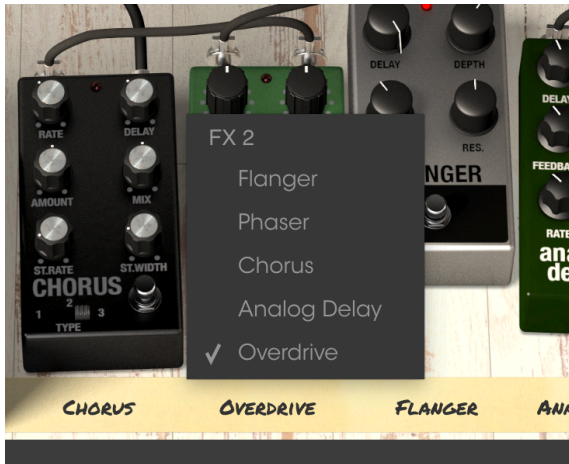 DELAY DEPTH
RATE DELAY
DELAY
RES.
FX 2
Flanger
Phaser
Chorus
Analog Delay
✓ Overdrive
AMOUNT MIX
NGER
FEEDBA
ST.RATE ST.WIDTH
RATE
CHORUS
ana
de
1 2 3
TYPE
CHORUS OVERDRIVE FLANGER ANA